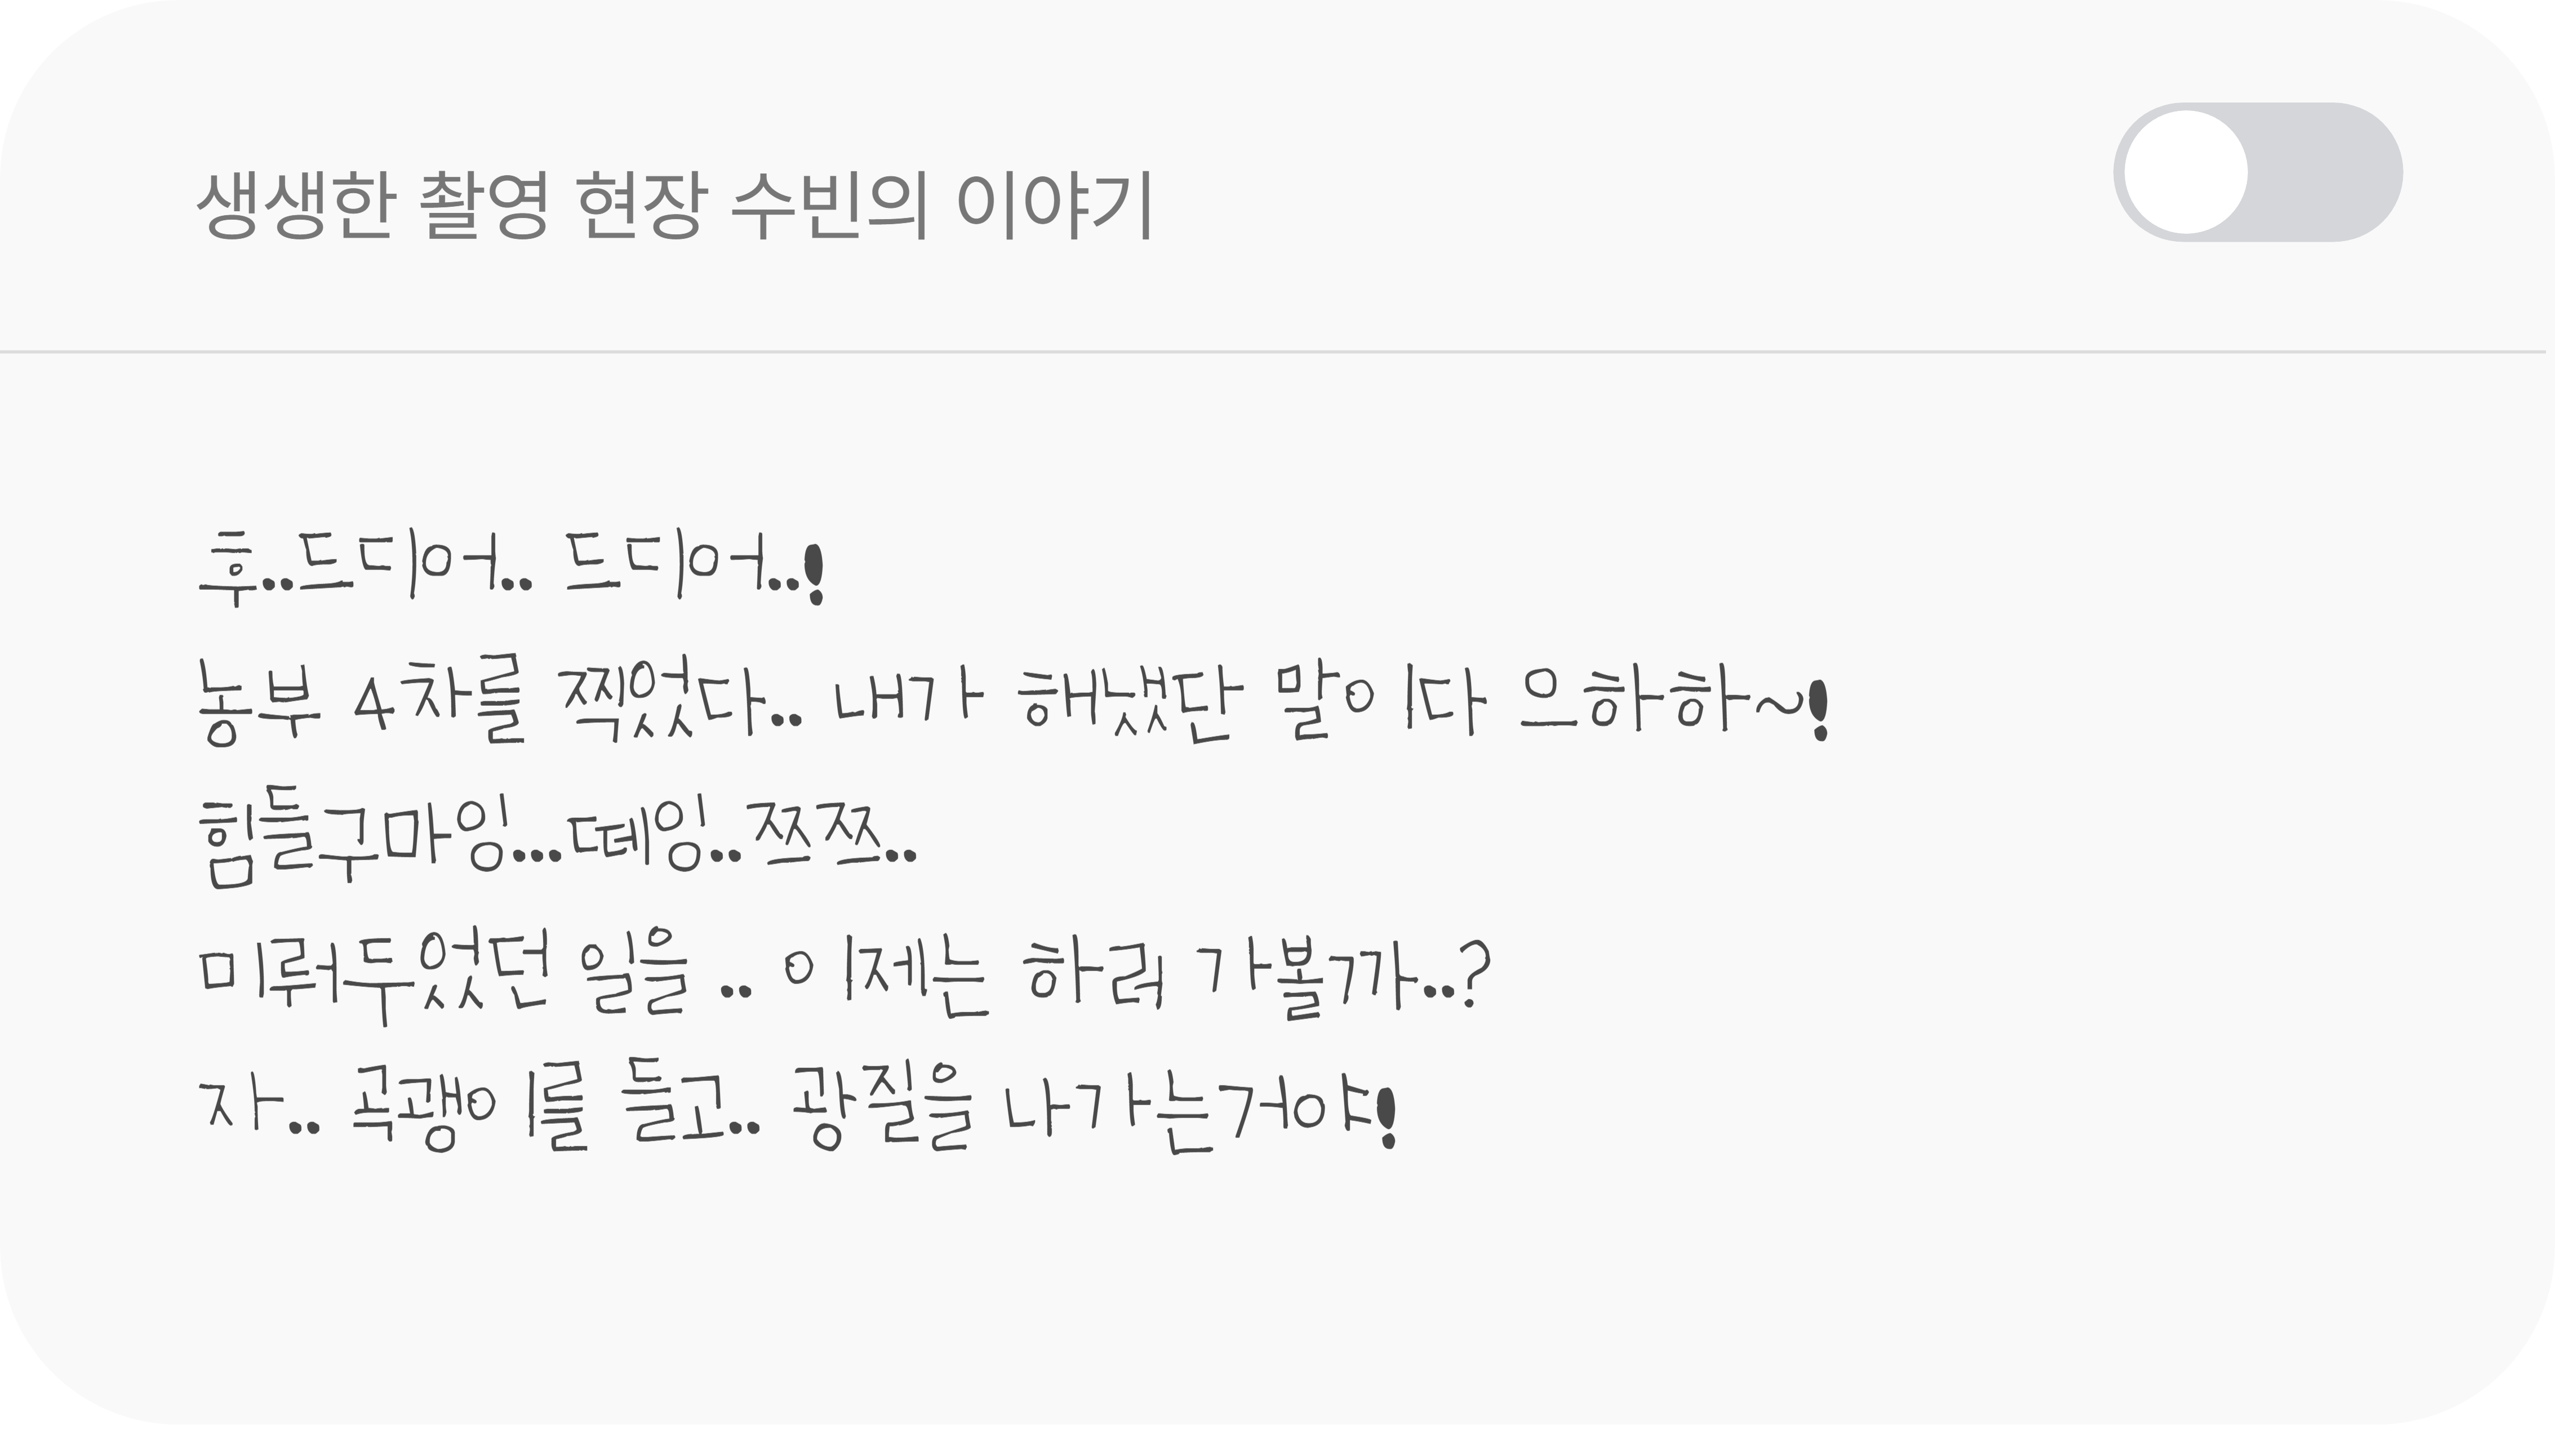 생생한 촬영 현장 수빈의 이야기
후..드디어.. 드디어..!
농부 4차를 찍었다.. 내가 해냈단 말이다 으하하~!
힘들구마잉...떼잉..쯔쯔..
미뤄두었던 일을 .. 이제는 하러 가볼까..?
자.. 곡괭이를 들고.. 광질을 나가는거야!